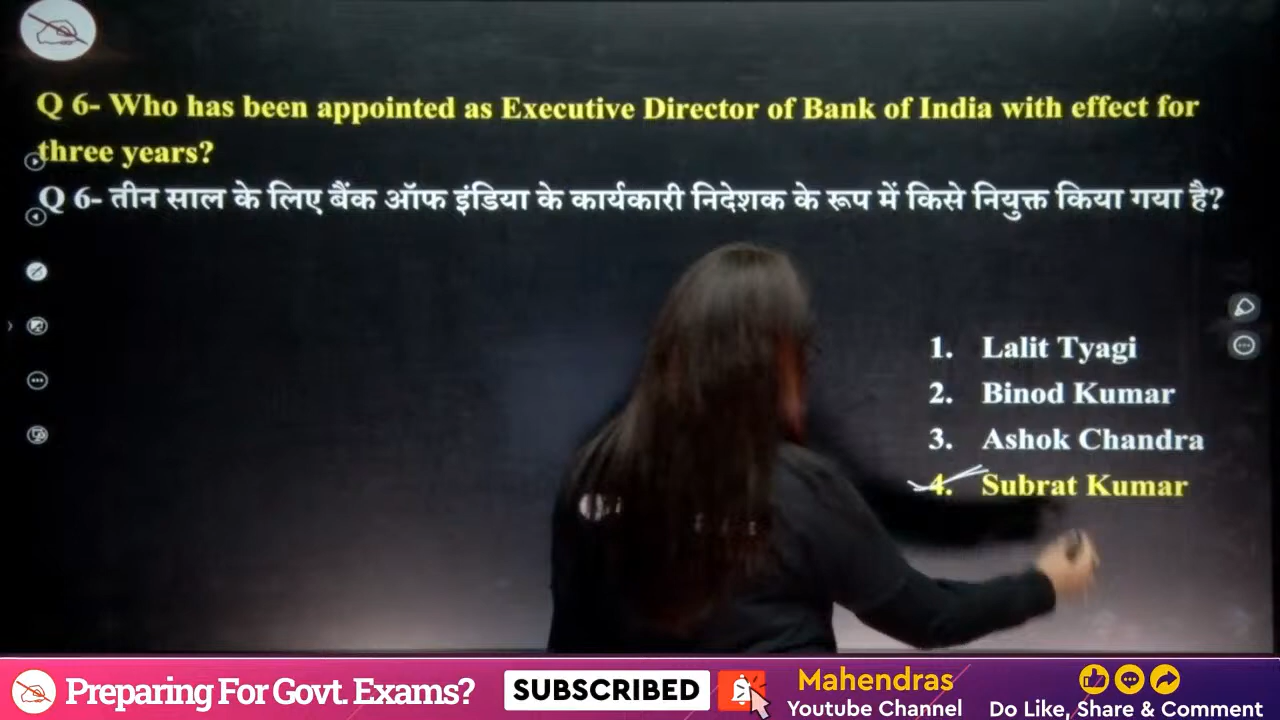 Q 6- Who has been appointed as Executive Director of Bank of India with effect for
three years?
Q 6- तीन साल के लिए बैंक ऑफ इंडिया के कार्यकारी निदेशक के रूप में किसे नियुक्त किया गया है?
1. Lalit Tyagi
2. Binod Kumar
3. Ashok Chandra
4. Subrat Kumar
Preparing For Govt. Exams?
SUBSCRIBED
Mahendras
Youtube Channel
Do Like, Share & Comment